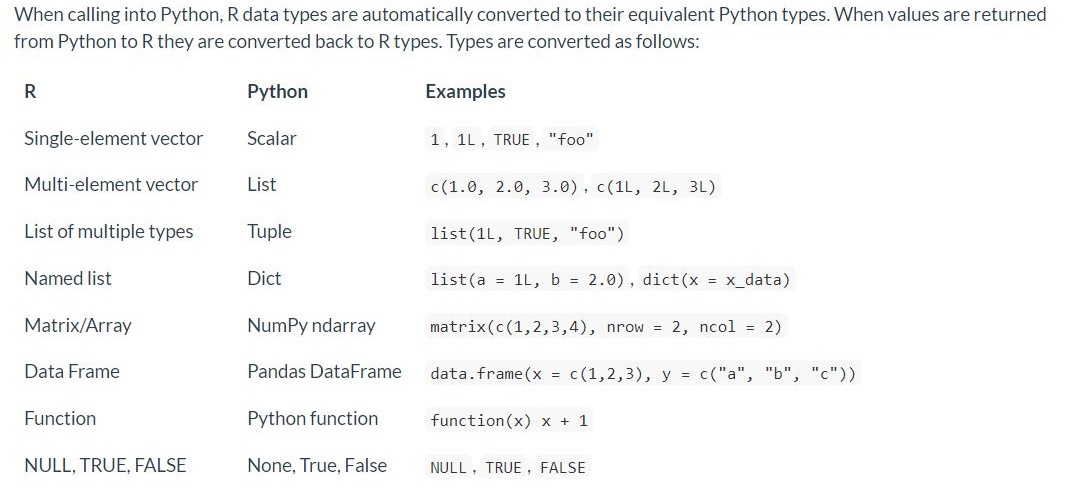 When calling into Python, R data types are automatically converted to their equivalent Python types. When values are returned
from Python to R they are converted back to R types. Types are converted as follows:
R Python Examples
Single-element vector Scalar 1, 1L, TRUE, "foo"
Multi-element vector List c(1.0, 2.0, 3.0), c(1L, 2L, 3L)
List of multiple types Tuple list(1L, TRUE, "foo")
Named list Dict list(a = 1L, b = 2.0), dict(x = x_data)
Matrix/Array NumPy ndarray matrix(c(1,2,3,4), nrow = 2, ncol = 2)
Data Frame Pandas DataFrame data.frame(x = c(1,2,3), y = c("a", "b", "c"))
Function Python function function(x) x + 1
NULL, TRUE, FALSE None, True, False NULL, TRUE, FALSE